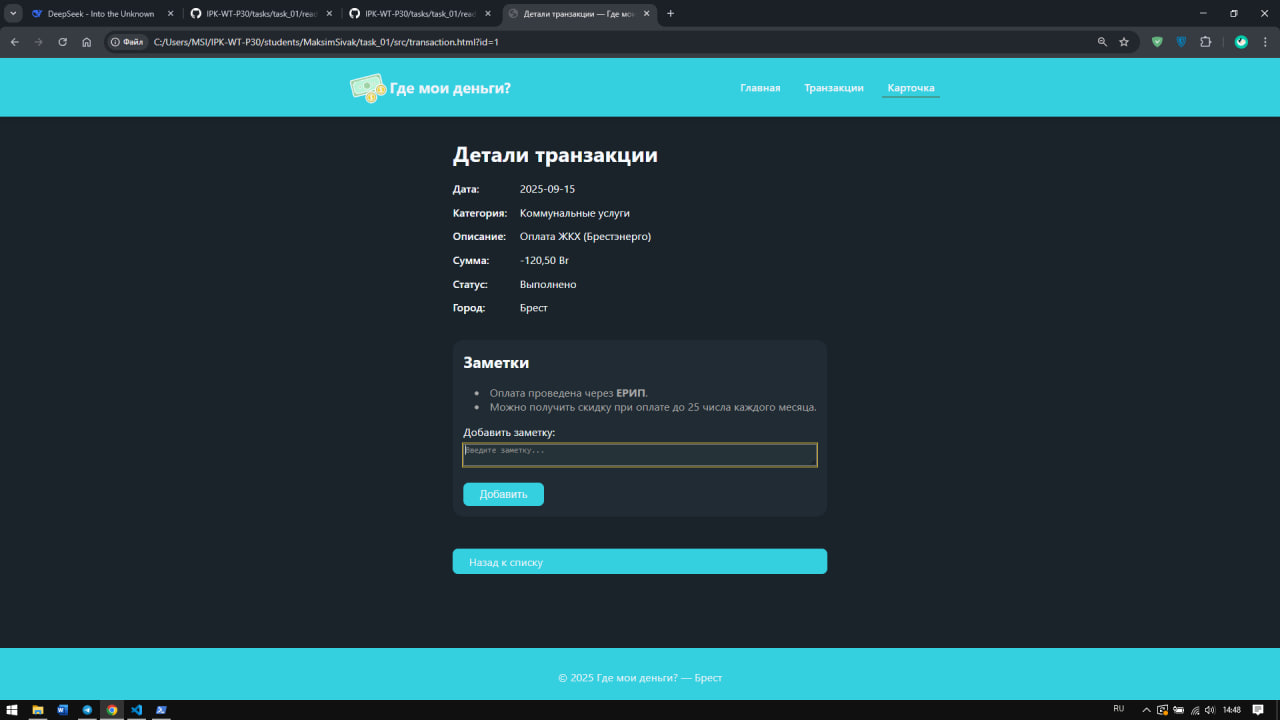 DeepSeek - Into the Unknown
IPK-WT-P30/tasks/task_01/read
IPK-WT-P30/tasks/task_01/read
Детали транзакции — Где мои
Файл C:/Users/MSI/IPK-WT-P30/students/MaksimSivak/task_01/src/transaction.html?id=1
Где мои деньги?
Главная Транзакции Карточка
Детали транзакции
Дата: 2025-09-15
Категория: Коммунальные услуги
Описание: Оплата ЖКХ (Брестэнерго)
Сумма: -120,50 Br
Статус: Выполнено
Город: Брест
Заметки
Оплата проведена через ЕРИП.
Можно получить скидку при оплате до 25 числа каждого месяца.
Добавить заметку:
Введите заметку...
Добавить
Назад к списку
© 2025 Где мои деньги? — Брест
RU 14:48